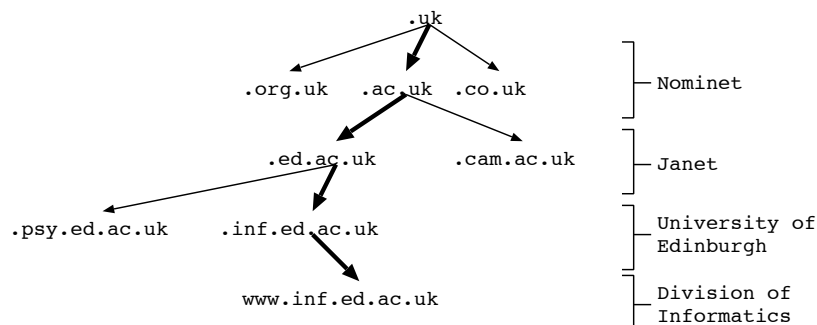 .uk
.org.uk .ac.uk .co.uk Nominet
.ed.ac.uk .cam.ac.uk Janet
.psy.ed.ac.uk .inf.ed.ac.uk University of
Edinburgh
www.inf.ed.ac.uk Division of
Informatics